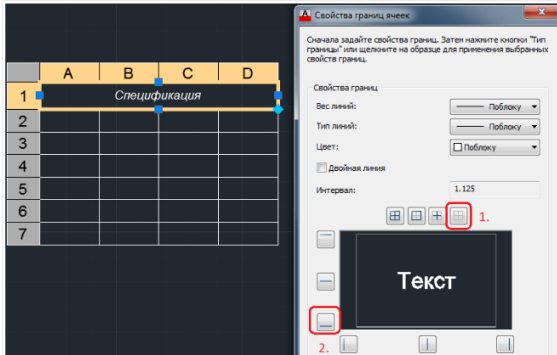 A B C D
1 Спецификация
2
3
4
5
6
7
Свойства границ ячеек
Сначала задайте свойства границ. Затем нажмите кнопки "Тип
границы" или щелкните на образце для применения выбранных
свойств границ.
Свойства границ
Вес линий: Поблоку
Тип линий: Поблоку
Цвет: Поблоку
Двойная линия
Интервал: 1.125
1.
Текст
2.